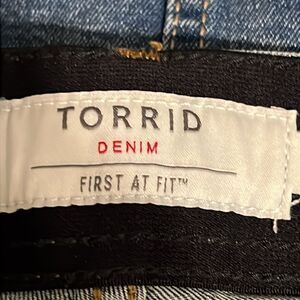 TORRID
DENIM
FIRST AT FIT™